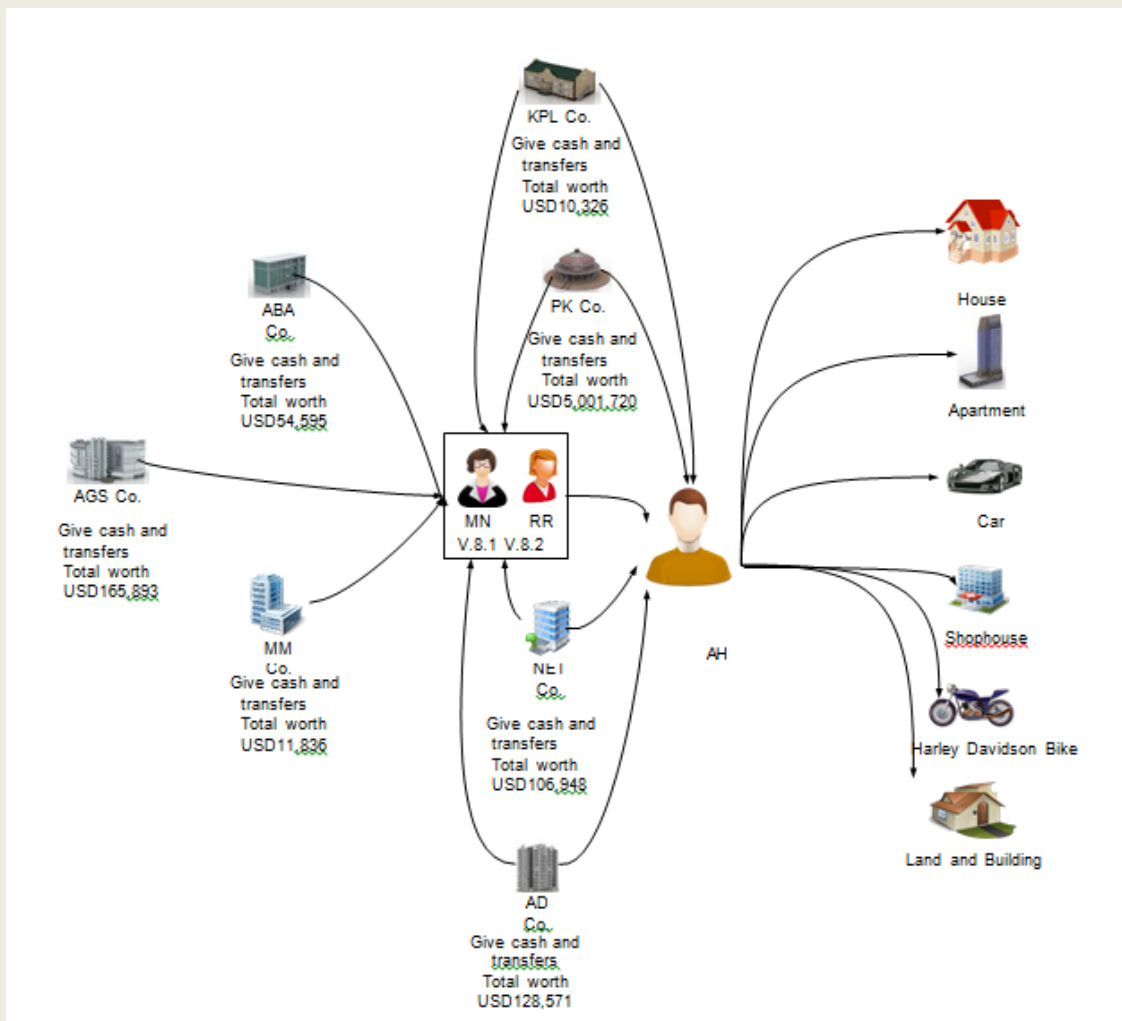 KPL Co.
Give cash and
transfers
Total worth
USD10,326
PK Co.
Give cash and
transfers
Total worth
USD5,001,720
ABA
Co.
Give cash and
transfers
Total worth
USD54,595
AGS Co.
Give cash and
transfers
Total worth
USD165,893
MN RR
V.8.1 V.8.2
MM
Co.
Give cash and
transfers
Total worth
USD11,836
NET
Co.
Give cash and
transfers
Total worth
USD106,948
AD
Co.
Give cash and
transfers
Total worth
USD128,571
AH
House
Apartment
Car
Shophouse
Harley Davidson Bike
Land and Building